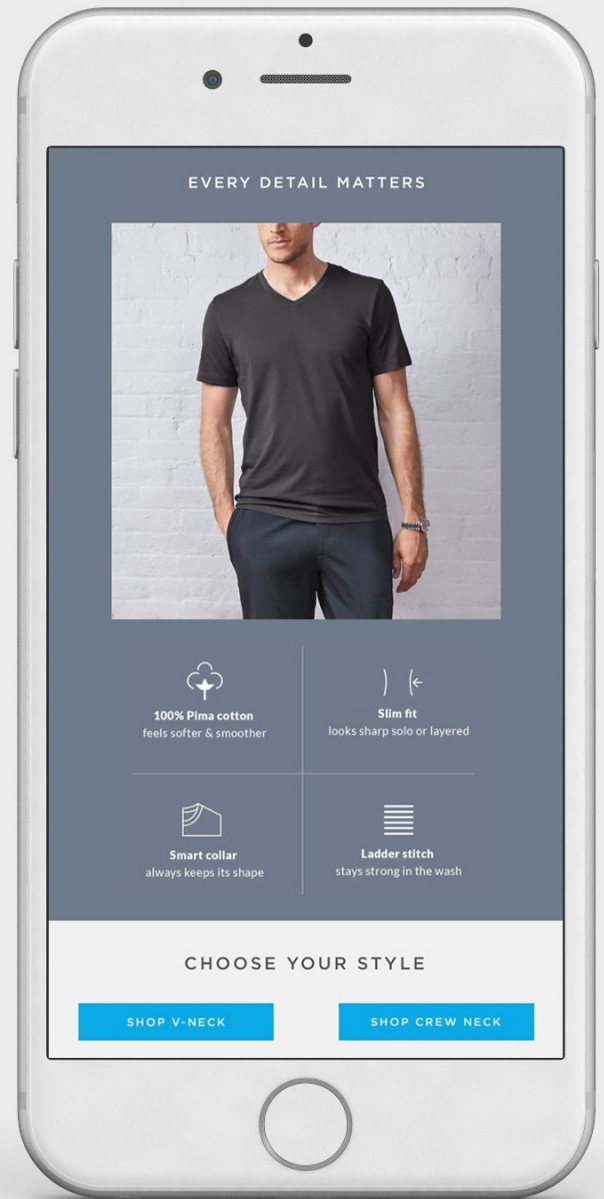 EVERY DETAIL MATTERS
100% Pima cotton
feels softer & smoother
Slim fit
looks sharp solo or layered
Smart collar
always keeps its shape
Ladder stitch
stays strong in the wash
CHOOSE YOUR STYLE
SHOP V-NECK
SHOP CREW NECK